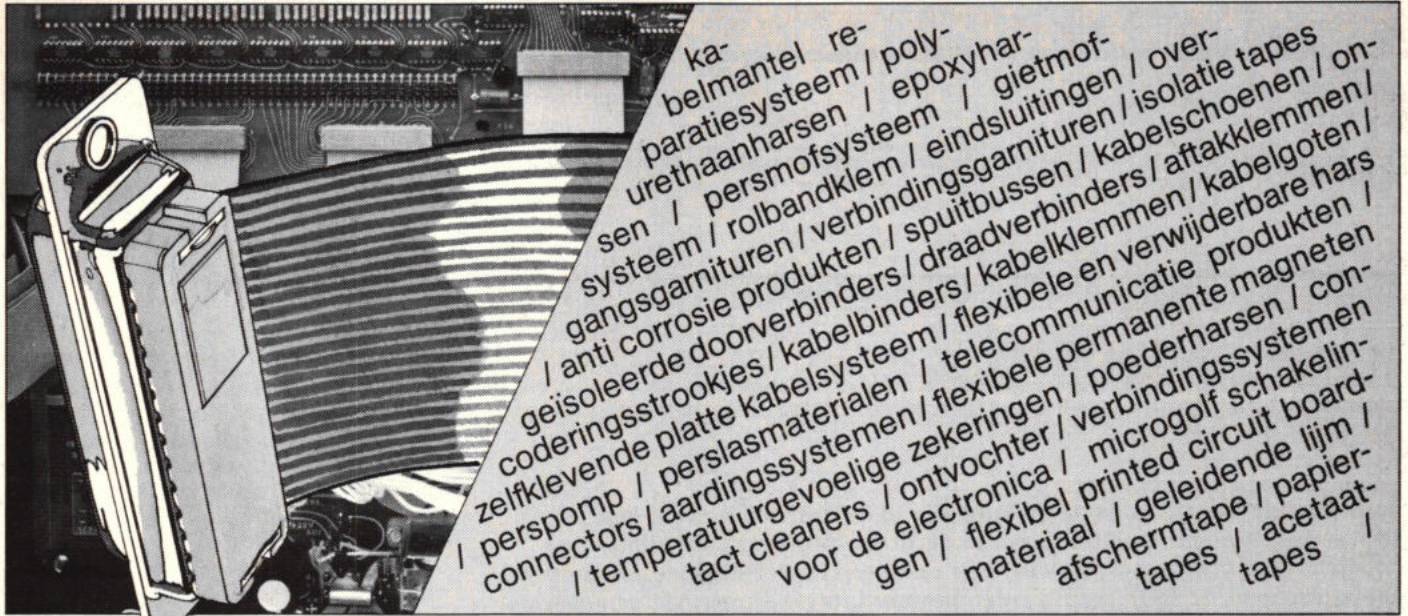 ka-
belmantel re-
paratiesysteem / poly-
urethaanharsen / epoxyhar-
sen / persmofsysteem / gietmof-
systeem / rolbandklem / eindsluitingen / over-
gangsgarnituren / verbindingsgarnituren / isolatie tapes
/ anti corrosie produkten / spuitbussen / kabelschoenen / on-
geïsoleerde doorverbinders / draadverbinders / aftakklemmen /
coderingsstrookjes / kabelbinders / kabelklemmen / kabelgoten /
zelfklevende platte kabelsysteem / flexibele en verwijderbare hars
/ perspomp / perslasmaterialen / telecommunicatie produkten /
connectors / aardingssystemen / flexibele permanente magneten
/ temperatuurgevoelige zekeringen / poederharsen / con-
tact cleaners / ontvochter / verbindingssystemen
voor de electronica / microgolf schakelin-
gen / flexibel printed circuit board-
materiaal / geleidende lijm /
afschermtape / papier-
tapes / acetaat-
tapes /